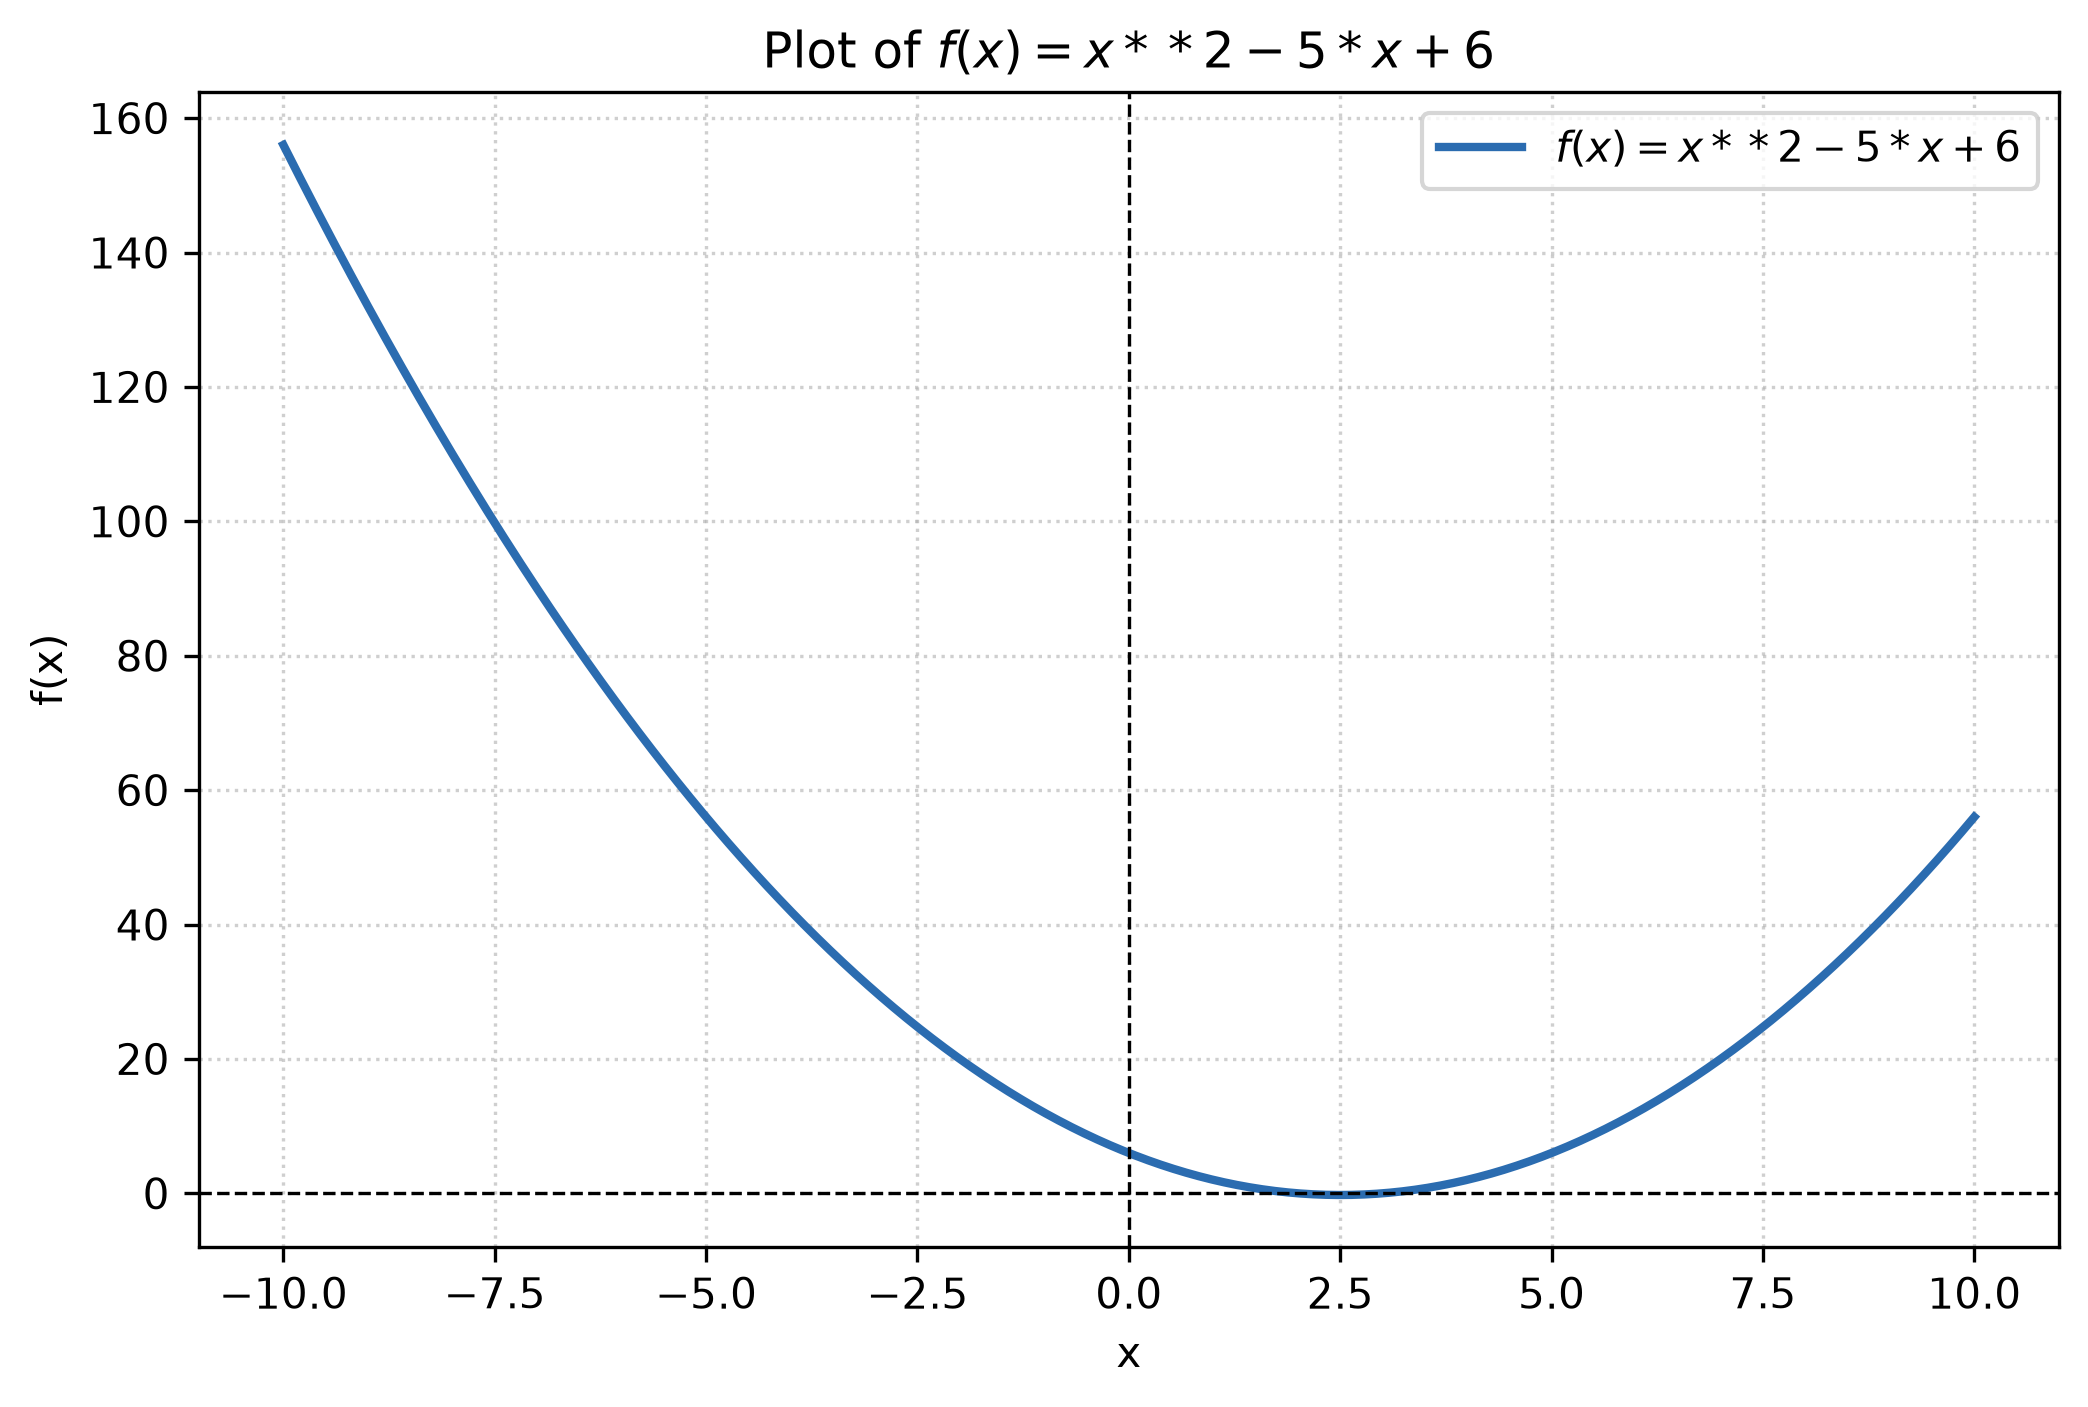 Plot of f(x) = x * * 2 − 5 * x + 6
f(x) = x * * 2 − 5 * x + 6
160
140
120
100
80
60
40
20
0
f(x)
−10.0 −7.5 −5.0 −2.5 0.0 2.5 5.0 7.5 10.0
x